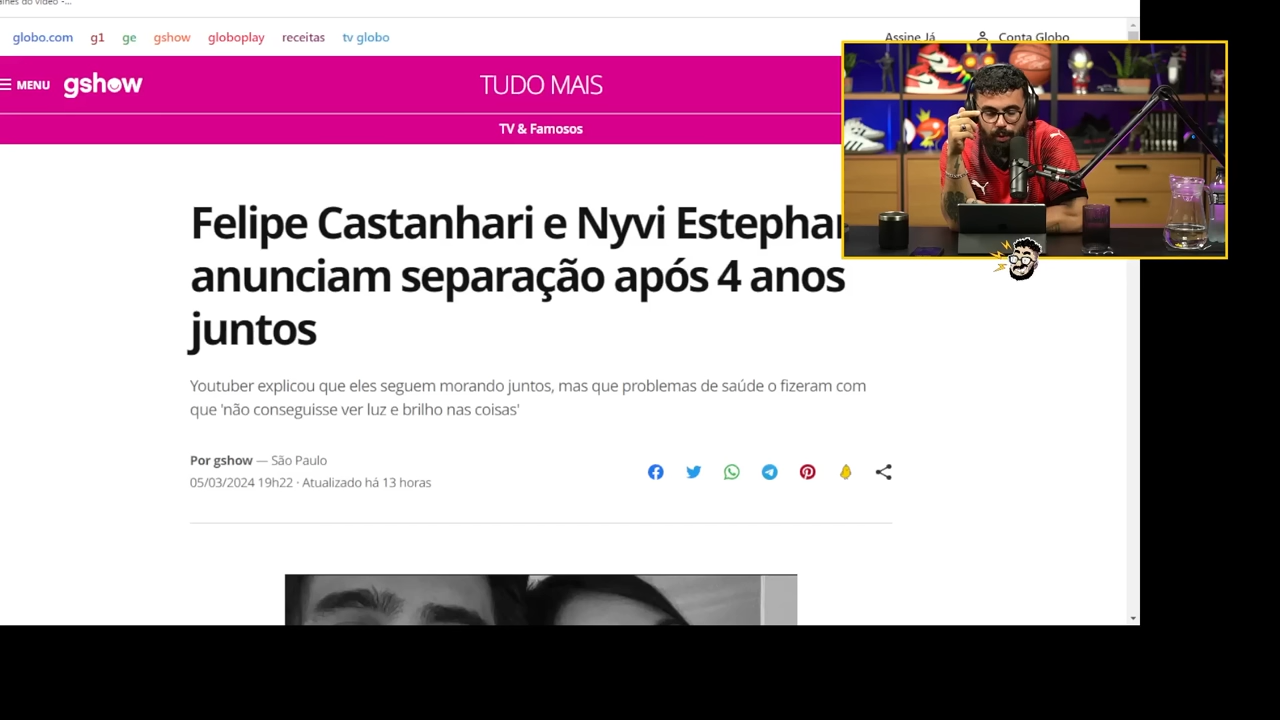 globo.com g1 ge gshow globoplay receitas tv globo Assine Já Conta Globo
MENU gshow TUDO MAIS
TV & Famosos
Felipe Castanhari e Nyvi Estephan
anunciam separação após 4 anos
juntos
Youtuber explicou que eles seguem morando juntos, mas que problemas de saúde o fizeram com
que 'não conseguisse ver luz e brilho nas coisas'
Por gshow — São Paulo
05/03/2024 19h22 · Atualizado há 13 horas